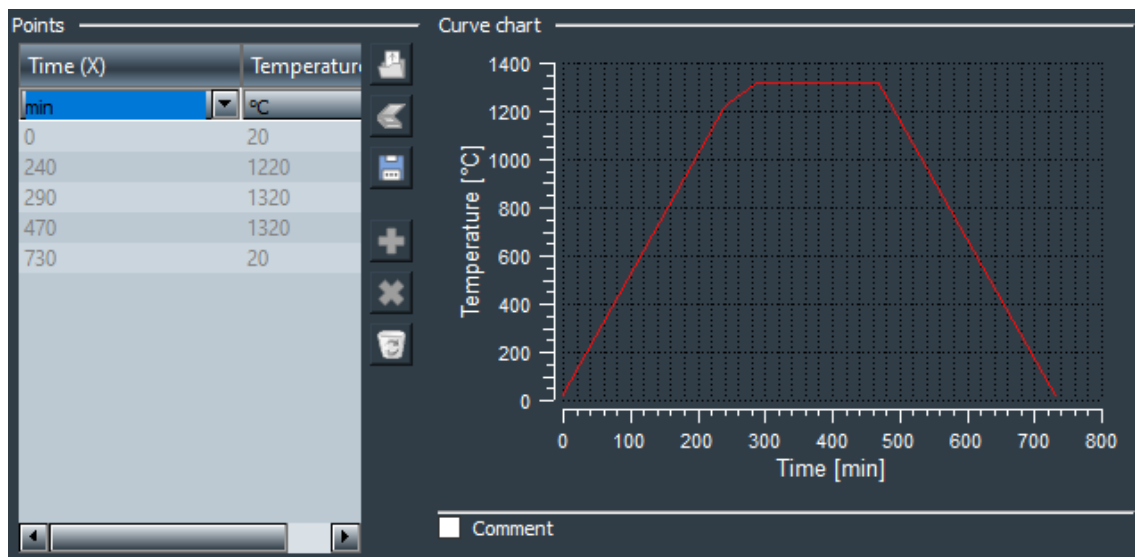 Points
Time (X) Temperatur
min ºC
0 20
240 1220
290 1320
470 1320
730 20
Curve chart
Temperature [°C]
1400
1200
1000
800
600
400
200
0
0 100 200 300 400 500 600 700 800
Time [min]
Comment